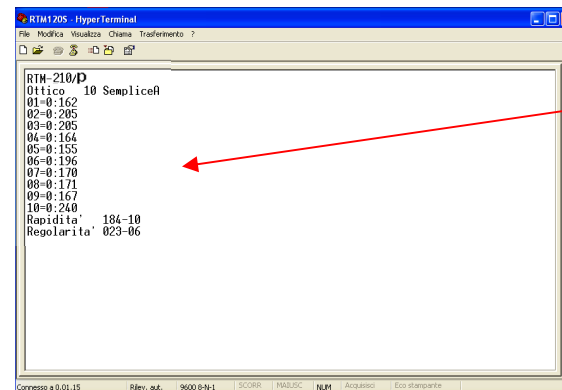 RTM120S - HyperTerminal
File Modifica Visualizza Chiama Trasferimento ?
RTM-210/P
Ottico 10 SempliceA
01=0:162
02=0:205
03=0:205
04=0:164
05=0:155
06=0:196
07=0:170
08=0:171
09=0:167
10=0:240
Rapidita' 184-10
Regolarita' 023-06
Connesso a 0.01.15 Rilev. aut. 9600 8-N-1 SCORR MAIUSC NUM Acquisisci Eco stampante